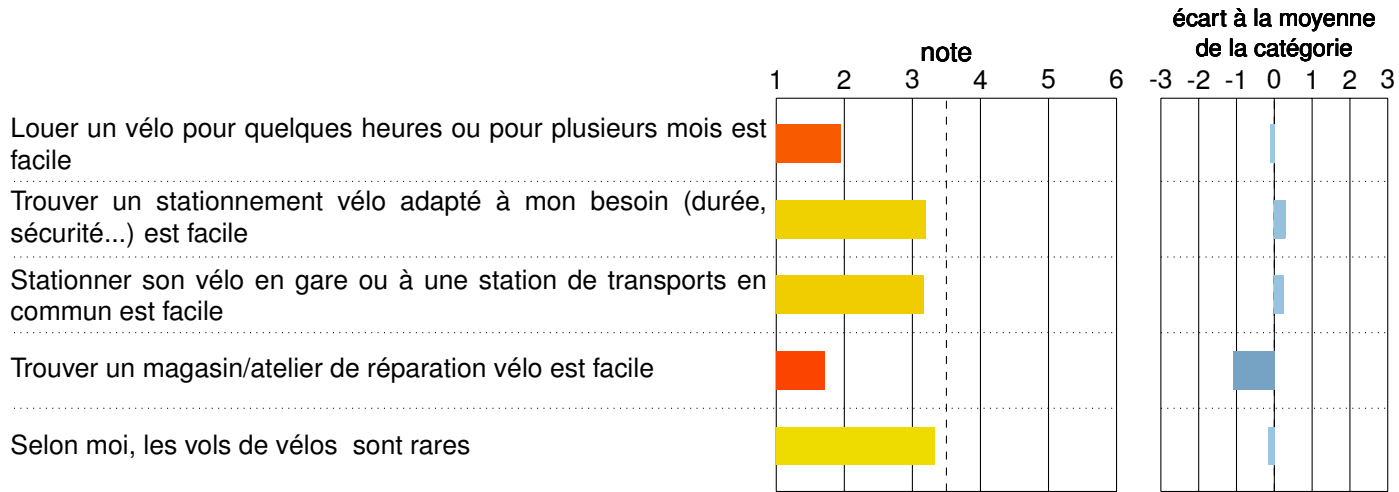 écart à la moyenne
de la catégorie
note
1 2 3 4 5 6
-3 -2 -1 0 1 2 3
Louer un vélo pour quelques heures ou pour plusieurs mois est
facile
Trouver un stationnement vélo adapté à mon besoin (durée,
sécurité...) est facile
Stationner son vélo en gare ou à une station de transports en
commun est facile
Trouver un magasin/atelier de réparation vélo est facile
Selon moi, les vols de vélos  sont rares